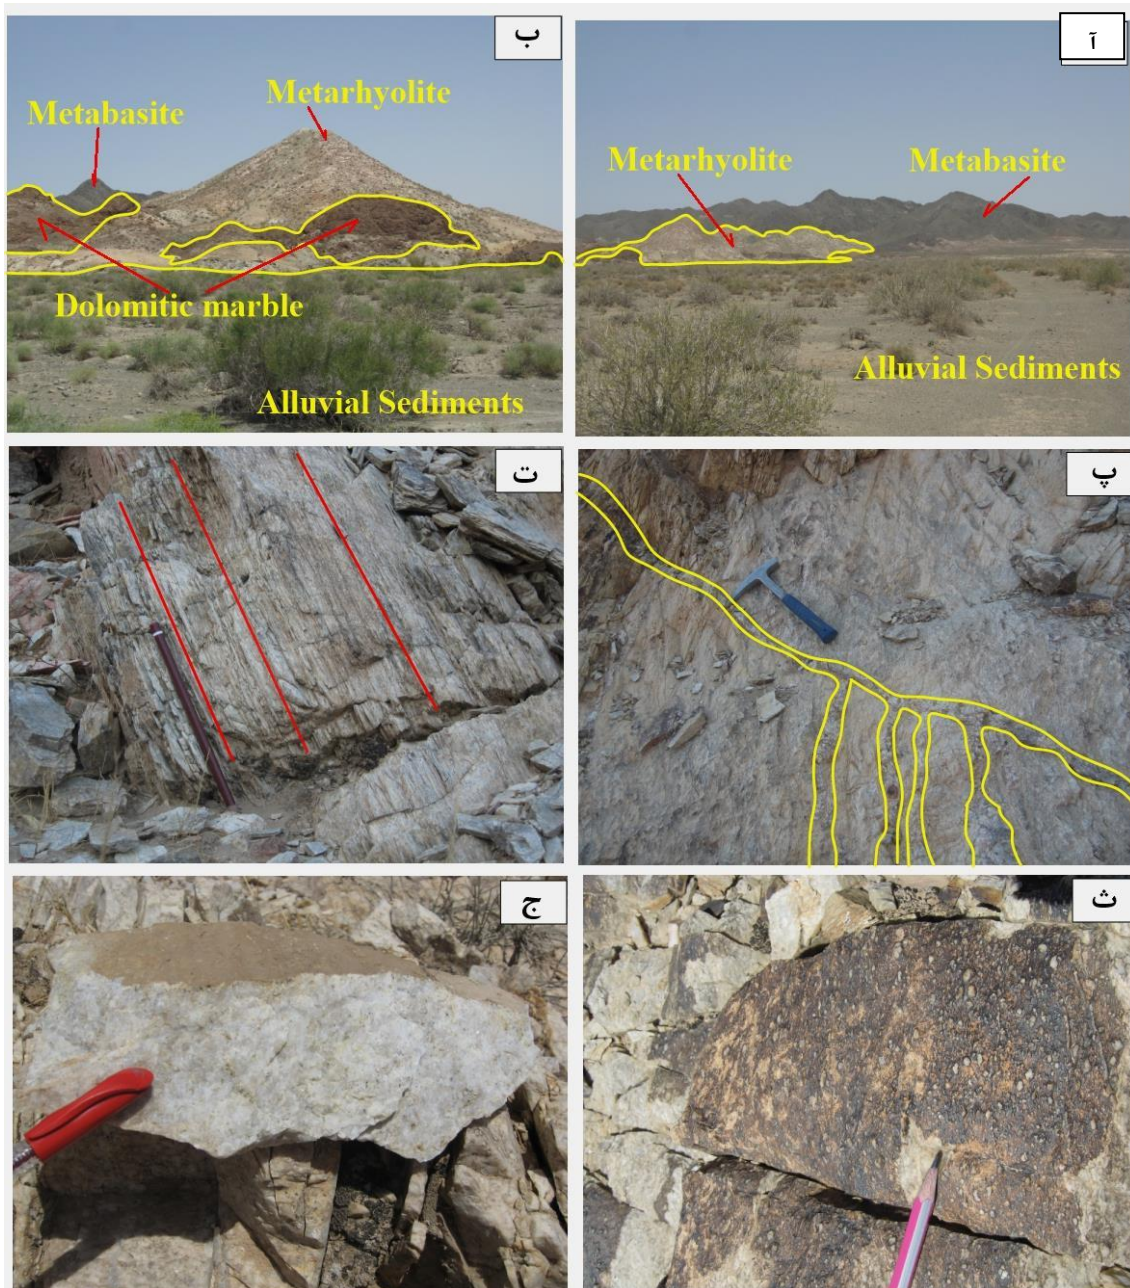 آ
Metarhyolite
Metabasite
Alluvial Sediments
ب
Metabasite
Metarhyolite
Dolomitic marble
Alluvial Sediments
پ
ت
ث
ج